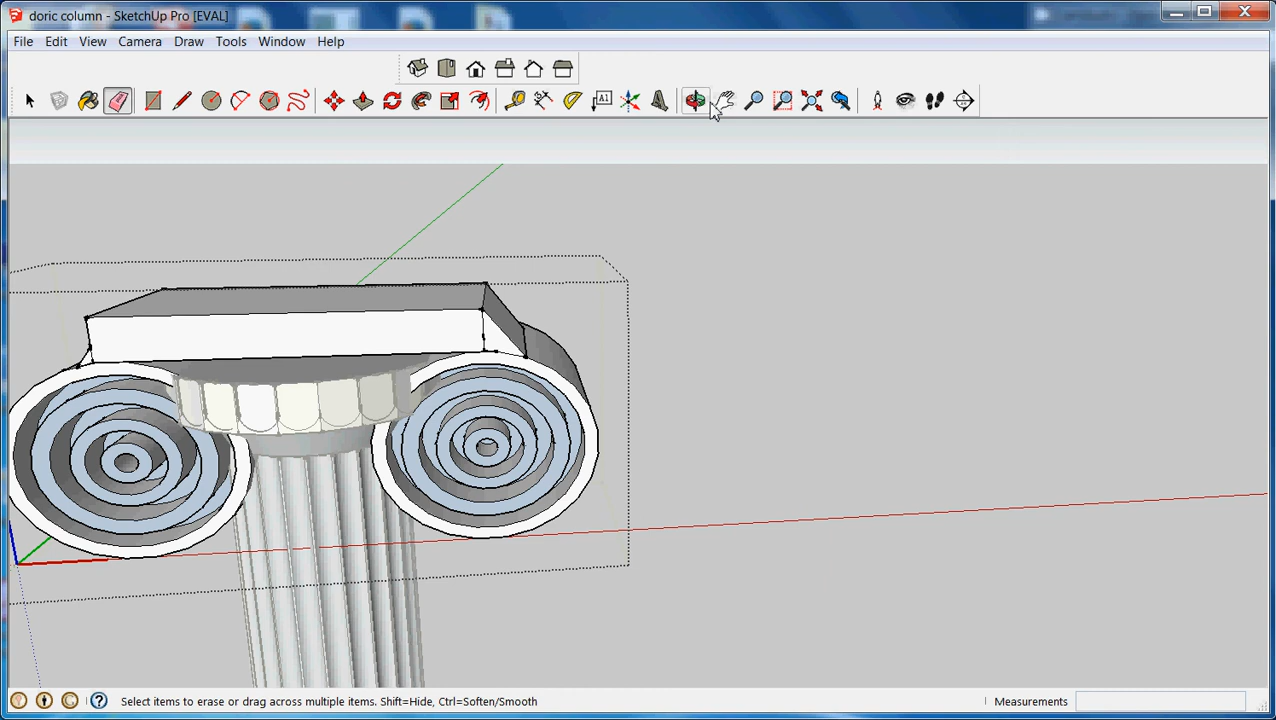 doric column - SketchUp Pro [EVAL]
File Edit View Camera Draw Tools Window Help
A1
Select items to erase or drag across multiple items. Shift=Hide, Ctrl=Soften/Smooth
Measurements